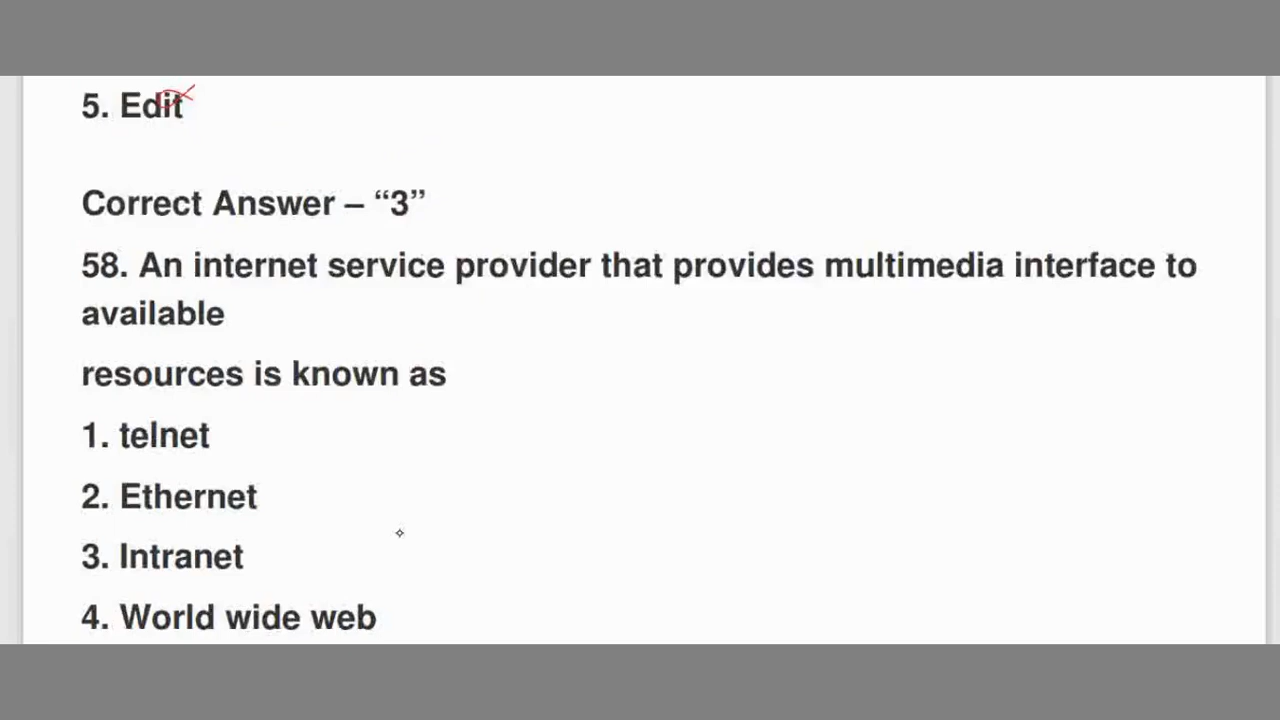 5. Edit
Correct Answer – “3”
58. An internet service provider that provides multimedia interface to
available
resources is known as
1. telnet
2. Ethernet
3. Intranet
4. World wide web